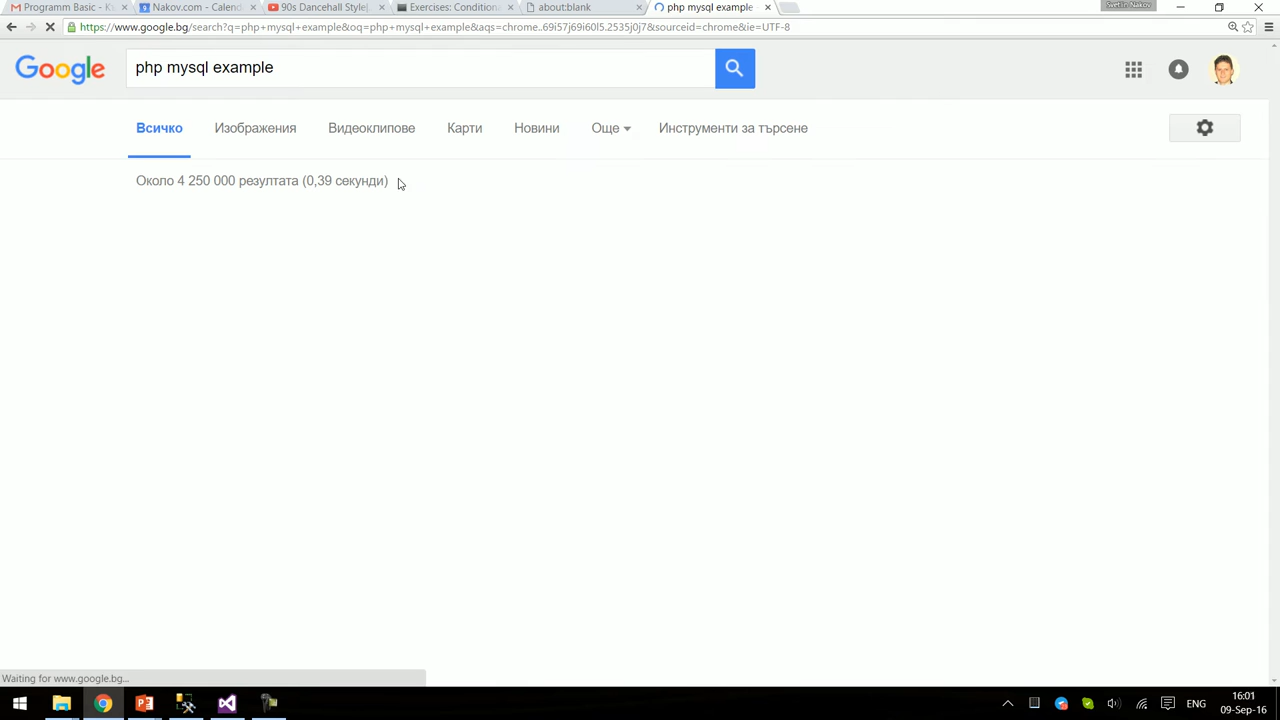 Programm Basic - К
Nakov.com - Calend
90s Dancehall Style
Exercises: Condition
about:blank
php mysql example
Svetlin Nakov
https://www.google.bg/search?q=php+mysql+example&oq=php+mysql+example&aqs=chrome..69i57j69i60l5.2535j0j7&sourceid=chrome&ie=UTF-8
Google
php mysql example
Всичко
Изображения
Видеоклипове
Карти
Новини
Още
Инструменти за търсене
Около 4 250 000 резултата (0,39 секунди)
Waiting for www.google.bg...
ENG
16:01
09-Sep-16